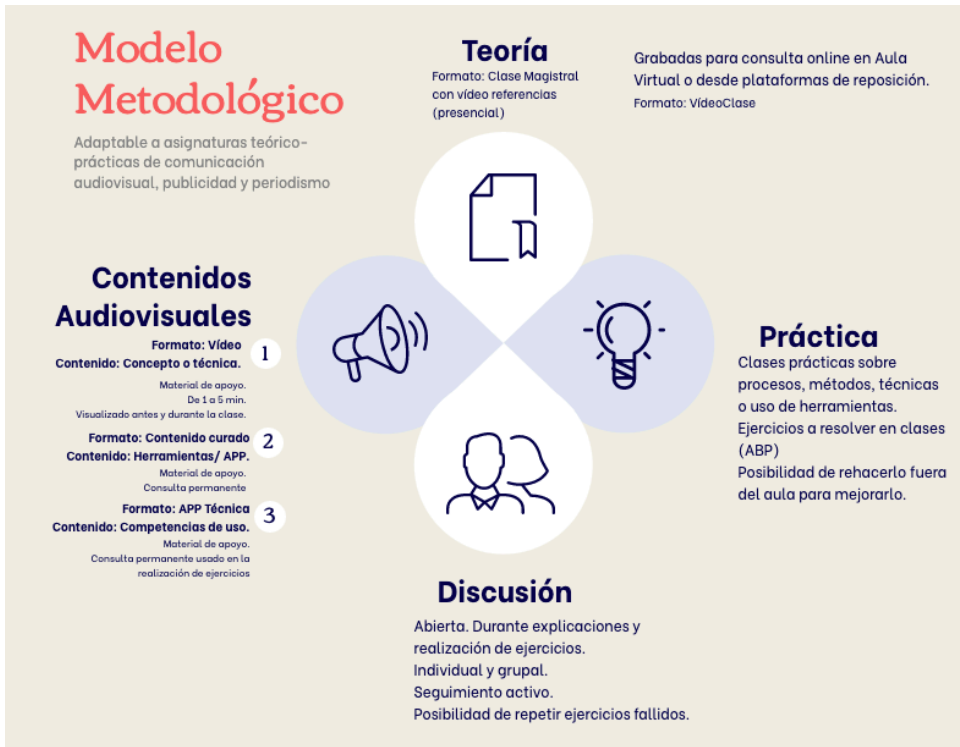 Modelo
Metodológico
Adaptable a asignaturas teórico-
prácticas de comunicación
audiovisual, publicidad y periodismo
Teoría
Formato: Clase Magistral
con vídeo referencias
(presencial)
Grabadas para consulta online en Aula
Virtual o desde plataformas de reposición.
Formato: VídeoClase
Contenidos
Audiovisuales
Formato: Vídeo
Contenido: Concepto o técnica.
1
Material de apoyo.
De 1 a 5 min.
Visualizado antes y durante la clase.
Formato: Contenido curado
Contenido: Herramientas/ APP.
2
Material de apoyo.
Consulta permanente
Formato: APP Técnica
Contenido: Competencias de uso.
3
Material de apoyo.
Consulta permanente usado en la
realización de ejercicios
Práctica
Clases prácticas sobre
procesos, métodos, técnicas
o uso de herramientas.
Ejercicios a resolver en clases
(ABP)
Posibilidad de rehacerlo fuera
del aula para mejorarlo.
Discusión
Abierta. Durante explicaciones y
realización de ejercicios.
Individual y grupal.
Seguimiento activo.
Posibilidad de repetir ejercicios fallidos.